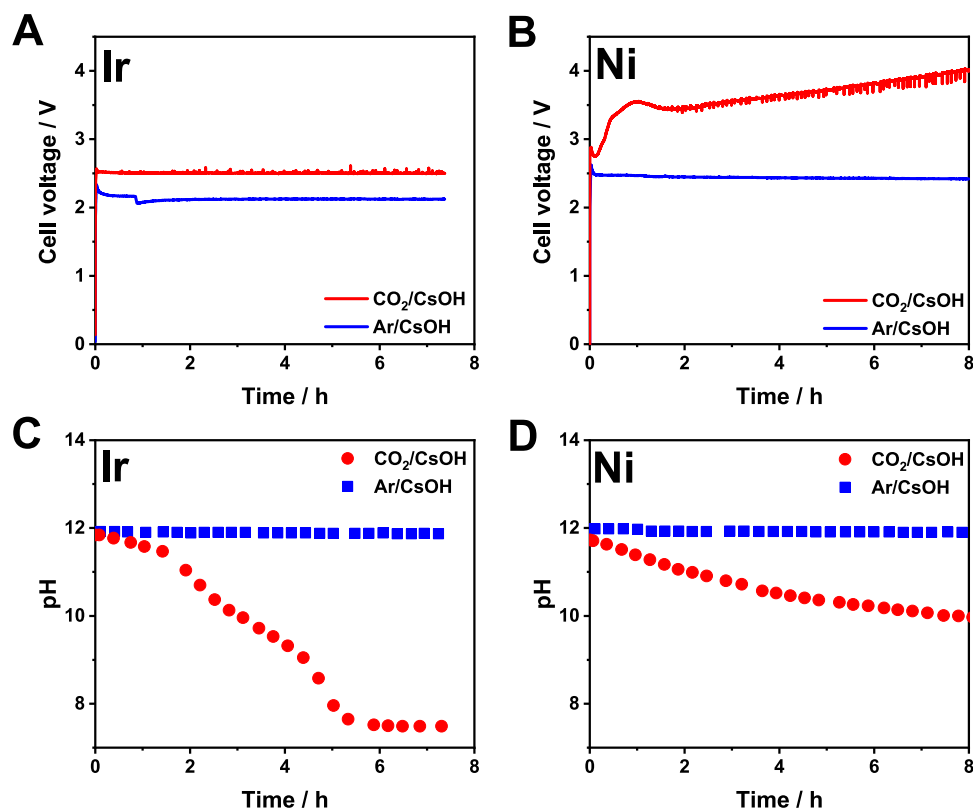 A
Ir
Cell voltage / V
4
3
2
1
0
CO₂/CsOH
Ar/CsOH
0 2 4 6 8
Time / h
B
Ni
Cell voltage / V
4
3
2
1
0
CO₂/CsOH
Ar/CsOH
0 2 4 6 8
Time / h
C
Ir
pH
14
12
10
8
CO₂/CsOH
Ar/CsOH
0 2 4 6 8
Time / h
D
Ni
pH
14
12
10
8
CO₂/CsOH
Ar/CsOH
0 2 4 6 8
Time / h